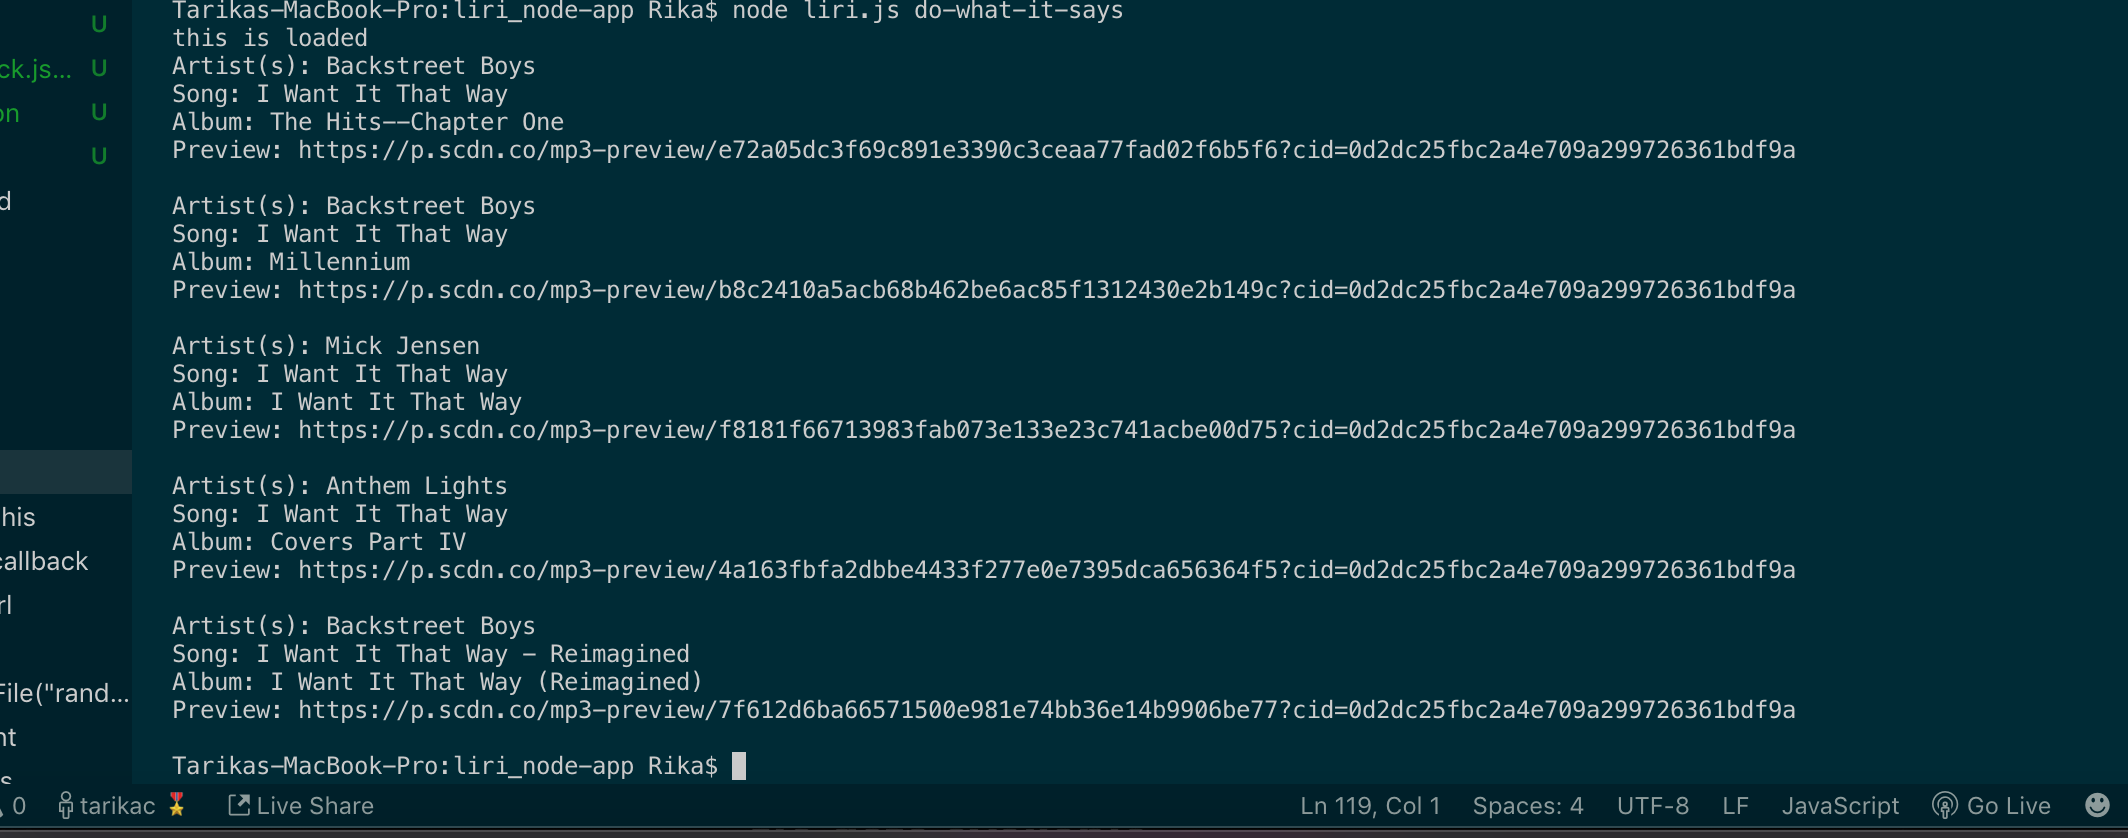 Tarikas-MacBook-Pro:liri_node-app Rika$ node liri.js do-what-it-says
this is loaded
Artist(s): Backstreet Boys
Song: I Want It That Way
Album: The Hits--Chapter One
Preview: https://p.scdn.co/mp3-preview/e72a05dc3f69c891e3390c3ceaa77fad02f6b5f6?cid=0d2dc25fbc2a4e709a299726361bdf9a
Artist(s): Backstreet Boys
Song: I Want It That Way
Album: Millennium
Preview: https://p.scdn.co/mp3-preview/b8c2410a5acb68b462be6ac85f1312430e2b149c?cid=0d2dc25fbc2a4e709a299726361bdf9a
Artist(s): Mick Jensen
Song: I Want It That Way
Album: I Want It That Way
Preview: https://p.scdn.co/mp3-preview/f8181f66713983fab073e133e23c741acbe00d75?cid=0d2dc25fbc2a4e709a299726361bdf9a
Artist(s): Anthem Lights
Song: I Want It That Way
Album: Covers Part IV
Preview: https://p.scdn.co/mp3-preview/4a163fbfa2dbbe4433f277e0e7395dca656364f5?cid=0d2dc25fbc2a4e709a299726361bdf9a
Artist(s): Backstreet Boys
Song: I Want It That Way - Reimagined
Album: I Want It That Way (Reimagined)
Preview: https://p.scdn.co/mp3-preview/7f612d6ba66571500e981e74bb36e14b9906be77?cid=0d2dc25fbc2a4e709a299726361bdf9a
Tarikas-MacBook-Pro:liri_node-app Rika$
U
ck.js... U
on U
U
d
his
callback
rl
File("rand...
nt
s
0 tarikac Live Share Ln 119, Col 1 Spaces: 4 UTF-8 LF JavaScript Go Live